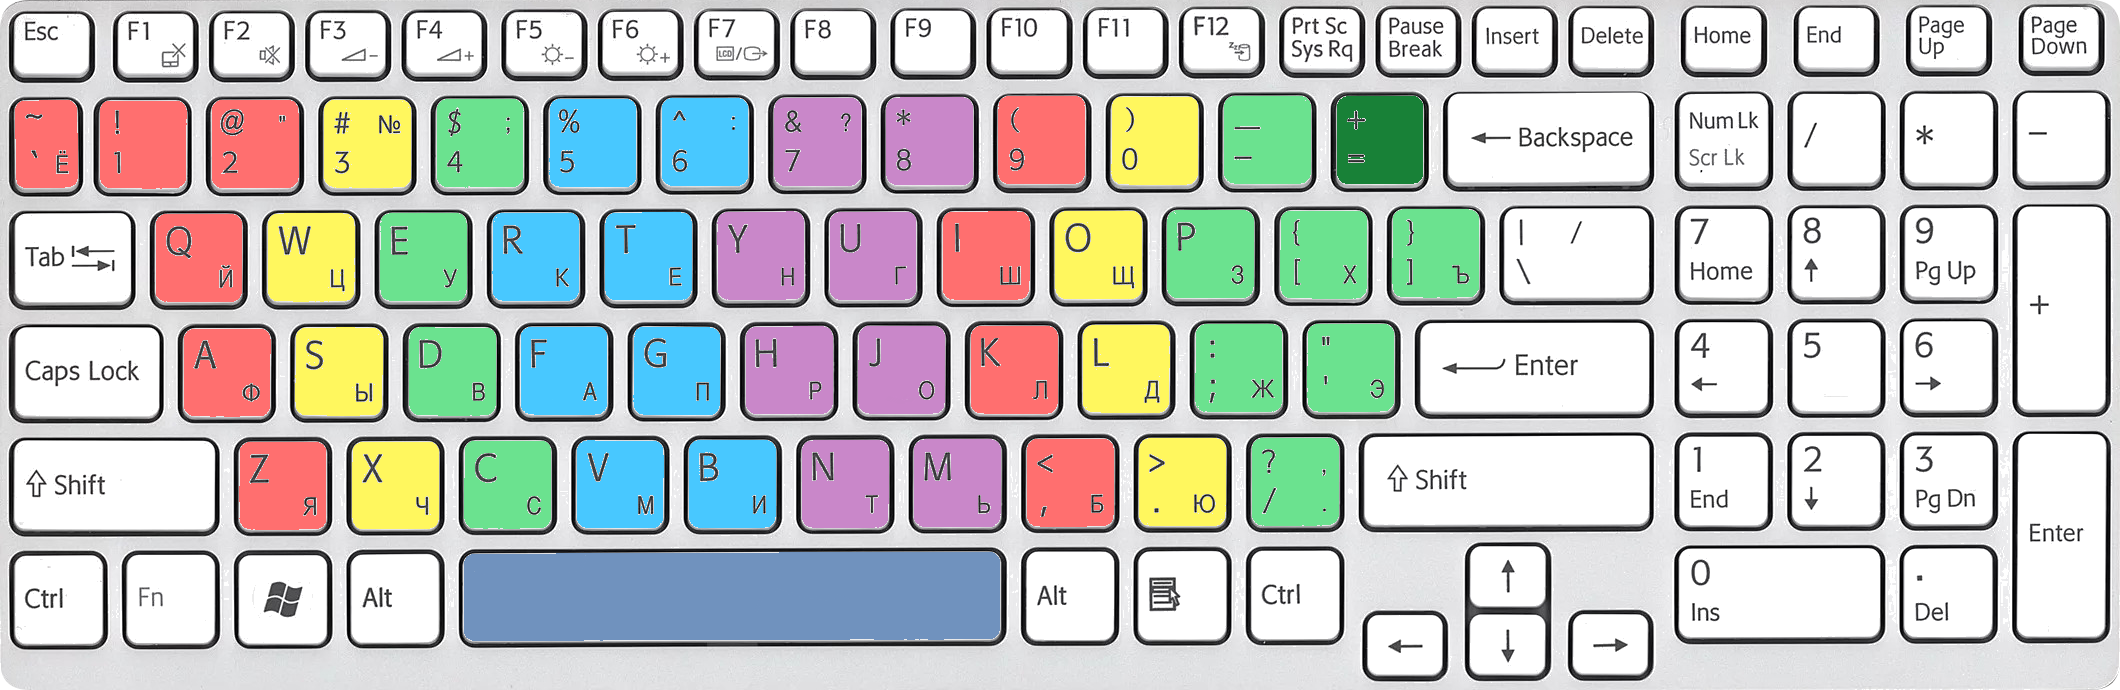 Esc F1 F2 F3 F4 F5 F6 F7 F8 F9 F10 F11 F12 Prt Sc Sys Rq Pause Break Insert Delete Home End Page Up Page Down
~ ` Ё ! 1 @ " 2 # № 3 $ ; 4 % 5 ^ : 6 & ? 7 * 8 ( 9 ) 0 _ - + = Backspace Num Lk Scr Lk / * -
Tab Q Й W Ц E У R К T Е Y Н U Г I Ш O Щ P З { [ Х } ] Ъ | / \ 7 Home 8 9 Pg Up +
Caps Lock A Ф S Ы D В F А G П H Р J О K Л L Д : ; Ж " ' Э Enter 4 5 6
Shift Z Я X Ч C С V М B И N Т M Ь < , Б > . Ю ? , / . Shift 1 End 2 3 Pg Dn Enter
Ctrl Fn Alt Alt Ctrl 0 Ins . Del